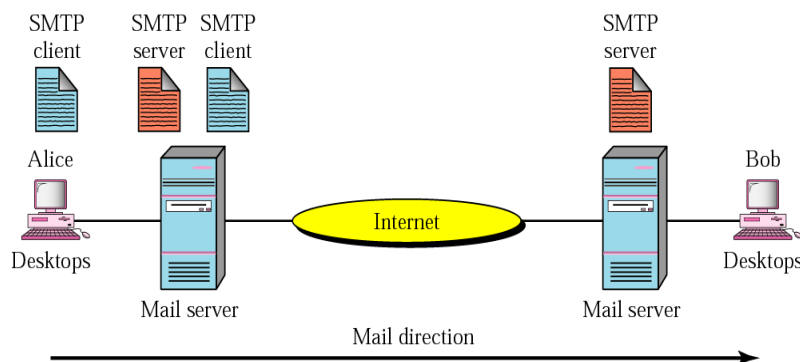 SMTP
client
SMTP
server
SMTP
client
SMTP
server
Alice
Bob
Internet
Desktops
Desktops
Mail server
Mail server
Mail direction